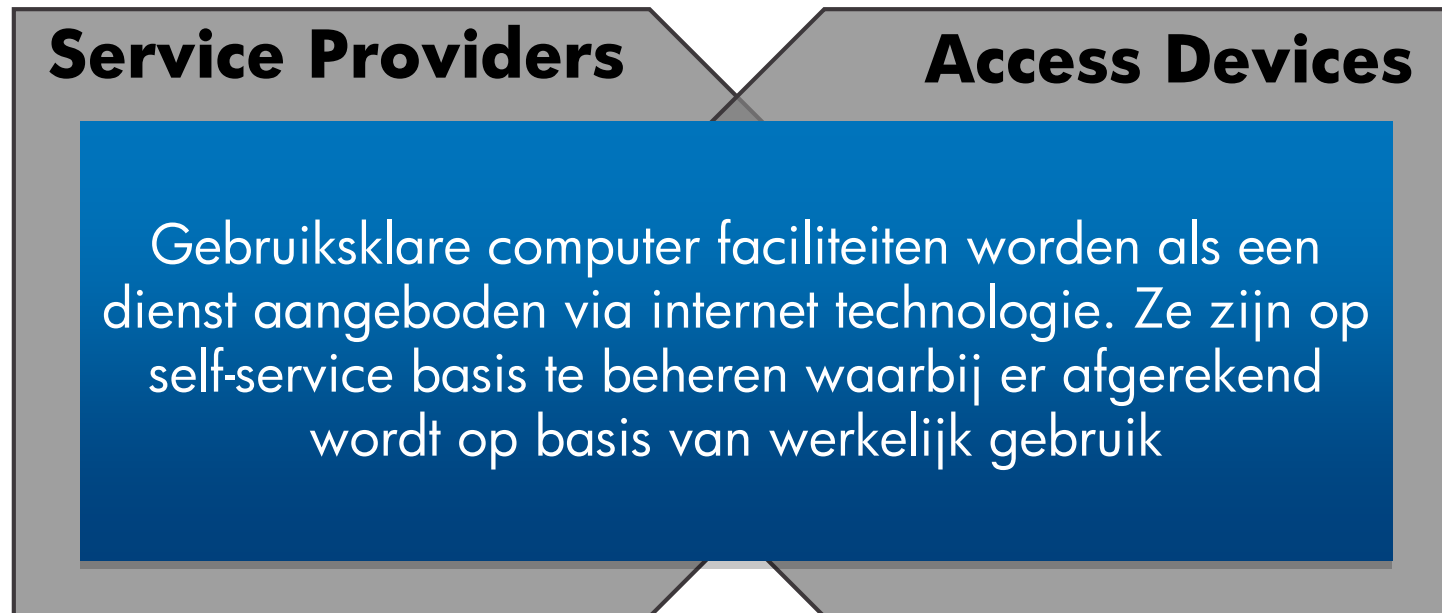 Service Providers
Access Devices
Gebruiksklare computer faciliteiten worden als een
dienst aangeboden via internet technologie. Ze zijn op
self-service basis te beheren waarbij er afgerekend
wordt op basis van werkelijk gebruik